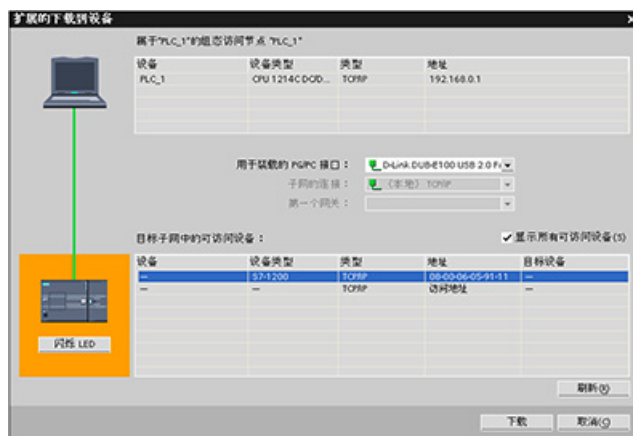 扩展的下载到设备
属于"PLC_1"的组态访问节点 "PLC_1"
设备 设备类型 类型 地址
PLC_1 CPU 1214C DC/D... TCP/IP 192.168.0.1
用于装载的 PG/PC 接口：
D-Link DUB-E100 USB 2.0 Fa
子网的连接： （本地） TCP/IP
第一个网关：
目标子网中的可访问设备：
显示所有可访问设备(S)
设备 设备类型 类型 地址 目标设备
— S7-1200 TCP/IP 08-00-06-05-91-11 —
— — TCP/IP 访问地址
闪烁 LED
刷新(R)
下载 取消(C)